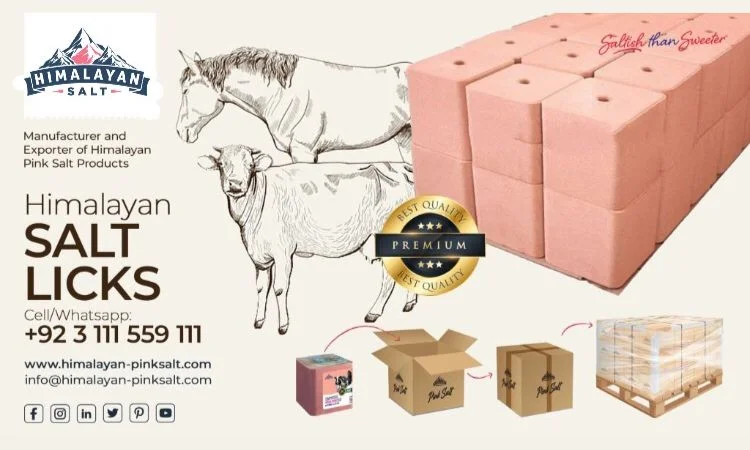 HIMALAYAN
SALT
Manufacturer and
Exporter of Himalayan
Pink Salt Products
Himalayan
SALT
LICKS
Cell/Whatsapp:
+92 3 111 559 111
www.himalayan-pinksalt.com
info@himalayan-pinksalt.com
Saltish than Sweeter
BEST QUALITY
PREMIUM
BEST QUALITY
Pink Salt
Pink Salt
Pink Salt